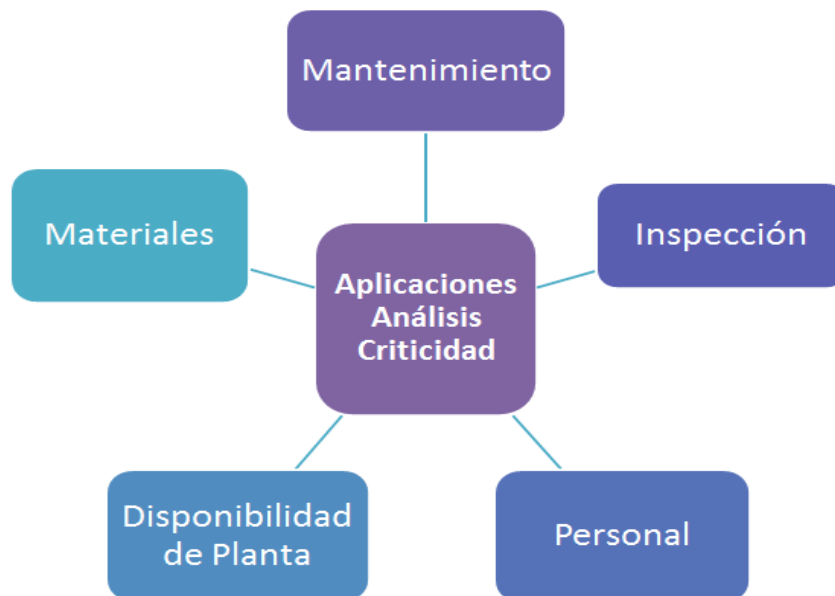 Mantenimiento
Materiales
Inspección
Aplicaciones
Análisis
Criticidad
Disponibilidad
de Planta
Personal